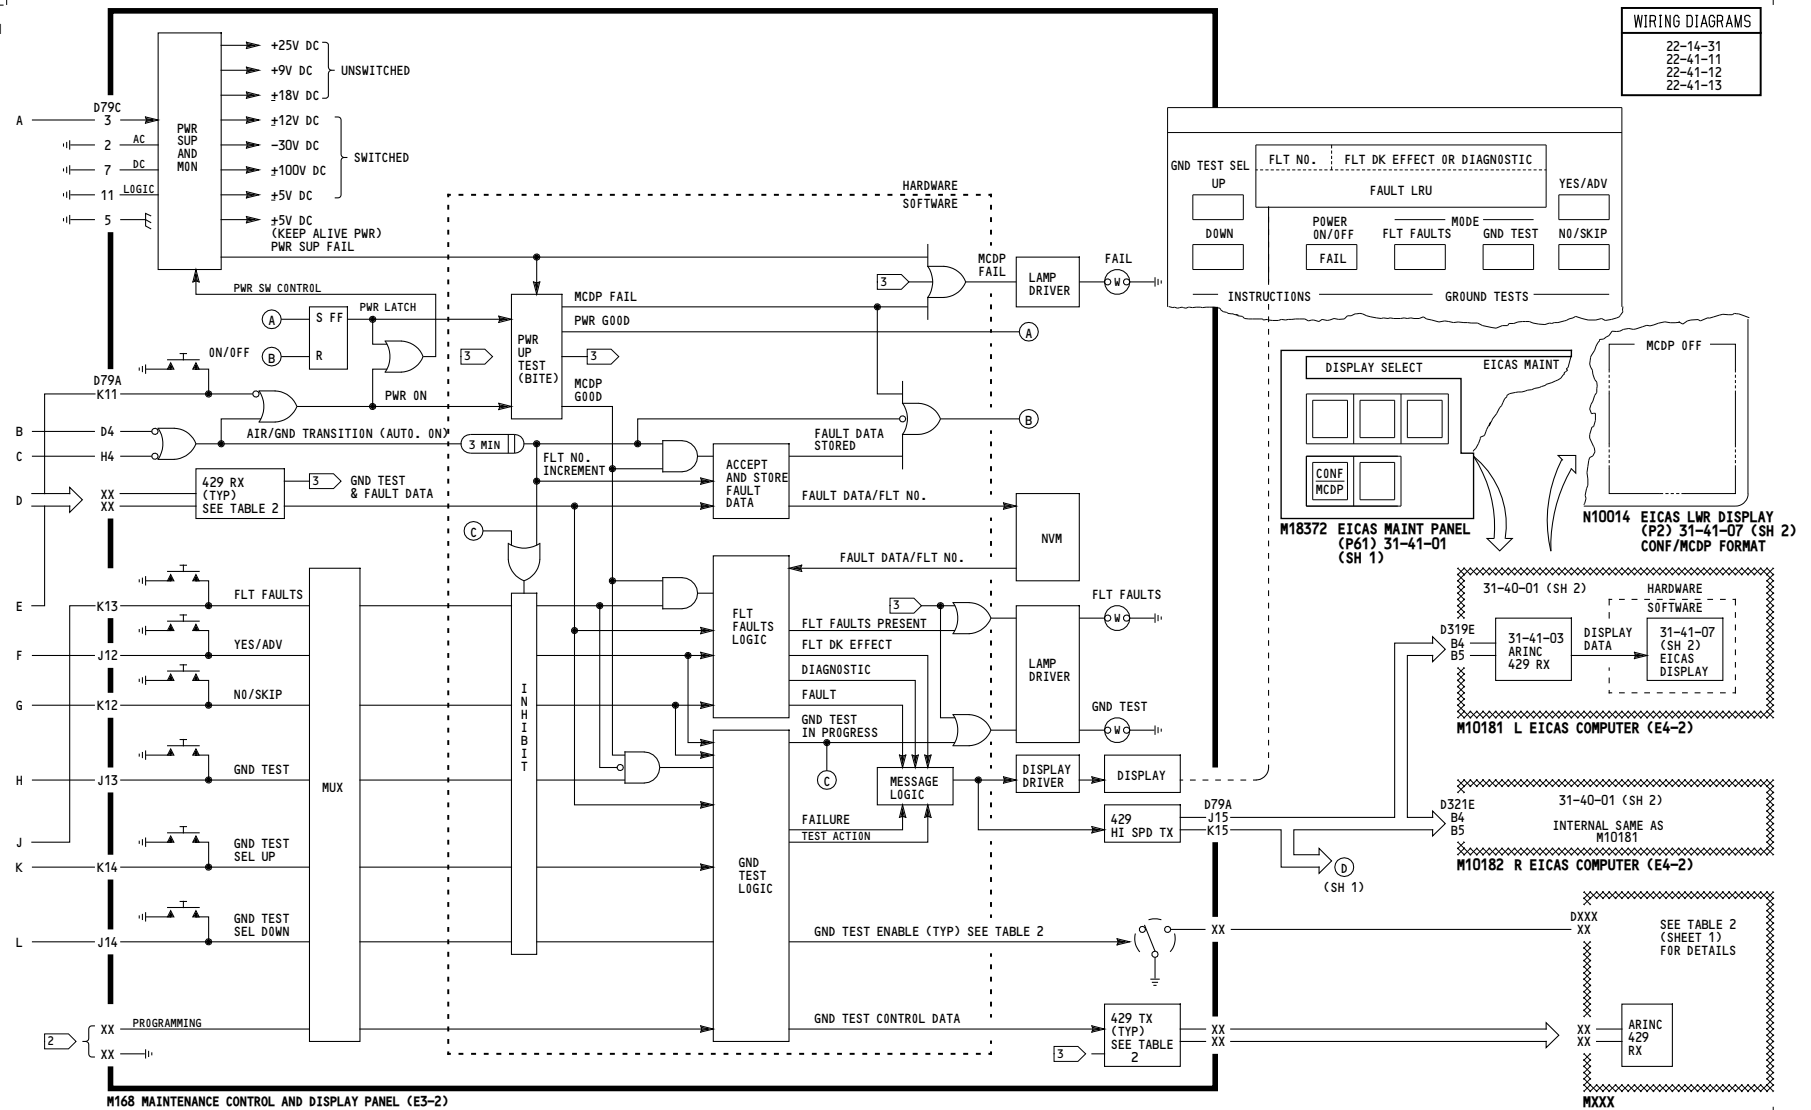 WIRING DIAGRAMS
22-14-31
22-41-11
22-41-12
22-41-13
+25V DC
+9V DC
±18V DC
UNSWITCHED
±12V DC
-30V DC
±100V DC
±5V DC
SWITCHED
±5V DC
(KEEP ALIVE PWR)
PWR SUP FAIL
PWR
SUP
AND
MON
A
D79C
3
2
AC
7
DC
11
LOGIC
5
HARDWARE
SOFTWARE
PWR SW CONTROL
A
S FF
PWR LATCH
ON/OFF
B
R
D79A
K11
PWR ON
B
D4
C
H4
AIR/GND TRANSITION (AUTO. ON)
3 MIN
D
XX
XX
429 RX
(TYP)
SEE TABLE 2
3
GND TEST
& FAULT DATA
3
PWR
UP
TEST
(BITE)
MCDP FAIL
PWR GOOD
3
MCDP
GOOD
A
3
MCDP
FAIL
LAMP
DRIVER
FAIL
W
B
FLT NO.
INCREMENT
ACCEPT
AND STORE
FAULT
DATA
FAULT DATA
STORED
FAULT DATA/FLT NO.
NVM
FAULT DATA/FLT NO.
C
INHIBIT
E
K13
FLT FAULTS
F
J12
YES/ADV
G
K12
NO/SKIP
H
J13
GND TEST
J
K
K14
GND TEST
SEL UP
L
J14
GND TEST
SEL DOWN
2
XX
PROGRAMMING
XX
MUX
FLT
FAULTS
LOGIC
3
FLT FAULTS PRESENT
FLT DK EFFECT
DIAGNOSTIC
FAULT
GND TEST
IN PROGRESS
C
LAMP
DRIVER
FLT FAULTS
W
GND TEST
W
MESSAGE
LOGIC
DISPLAY
DRIVER
DISPLAY
429
HI SPD TX
D79A
J15
K15
FAILURE
TEST ACTION
GND
TEST
LOGIC
GND TEST ENABLE (TYP) SEE TABLE 2
XX
GND TEST CONTROL DATA
429 TX
(TYP)
SEE TABLE
2
3
XX
XX
M168 MAINTENANCE CONTROL AND DISPLAY PANEL (E3-2)
GND TEST SEL
UP
DOWN
FLT NO.
FLT DK EFFECT OR DIAGNOSTIC
FAULT LRU
POWER
ON/OFF
FAIL
MODE
FLT FAULTS
GND TEST
YES/ADV
NO/SKIP
INSTRUCTIONS
GROUND TESTS
DISPLAY SELECT
EICAS MAINT
CONF
MCDP
M18372 EICAS MAINT PANEL
(P61) 31-41-01
(SH 1)
MCDP OFF
N10014 EICAS LWR DISPLAY
(P2) 31-41-07 (SH 2)
CONF/MCDP FORMAT
31-40-01 (SH 2)
HARDWARE
SOFTWARE
D319E
B4
B5
31-41-03
ARINC
429 RX
DISPLAY
DATA
31-41-07
(SH 2)
EICAS
DISPLAY
M10181 L EICAS COMPUTER (E4-2)
D321E
B4
B5
31-40-01 (SH 2)
INTERNAL SAME AS
M10181
M10182 R EICAS COMPUTER (E4-2)
D
(SH 1)
DXXX
XX
SEE TABLE 2
(SHEET 1)
FOR DETAILS
XX
XX
ARINC
429
RX
MXXX